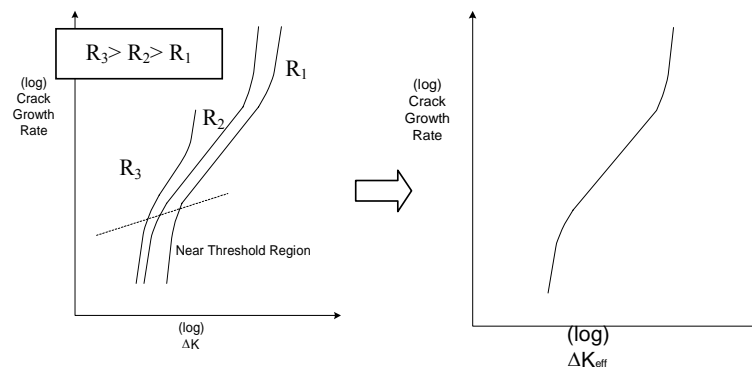 R3> R2> R1
(log)
Crack
Growth
Rate
R1
R2
R3
Near Threshold Region
(log)
ΔK
(log)
Crack
Growth
Rate
(log)
ΔKeff